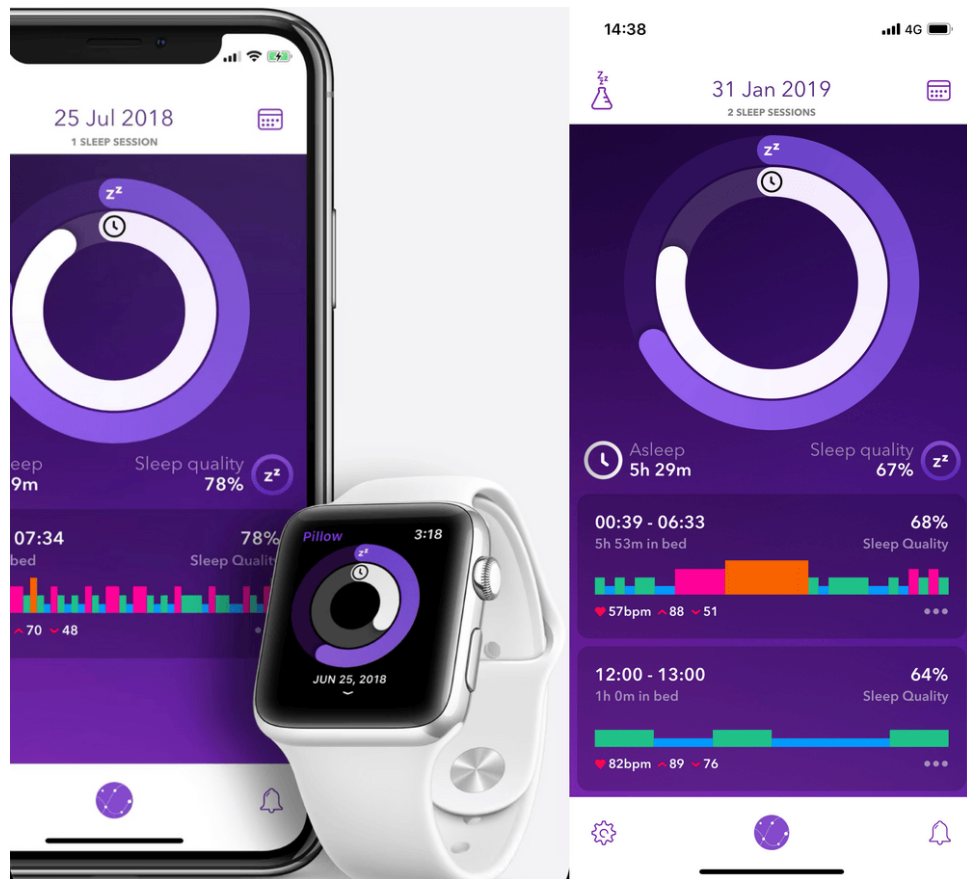 25 Jul 2018
1 SLEEP SESSION
zz
eep
9m
Sleep quality
78%
zz
07:34
78%
bed
Sleep Qualit
70 48
Pillow
3:18
zz
JUN 25, 2018
14:38
4G
Zzz
31 Jan 2019
2 SLEEP SESSIONS
zz
Asleep
5h 29m
Sleep quality
67%
zz
00:39 - 06:33
68%
5h 53m in bed
Sleep Quality
57bpm 88 51
12:00 - 13:00
64%
1h 0m in bed
Sleep Quality
82bpm 89 76